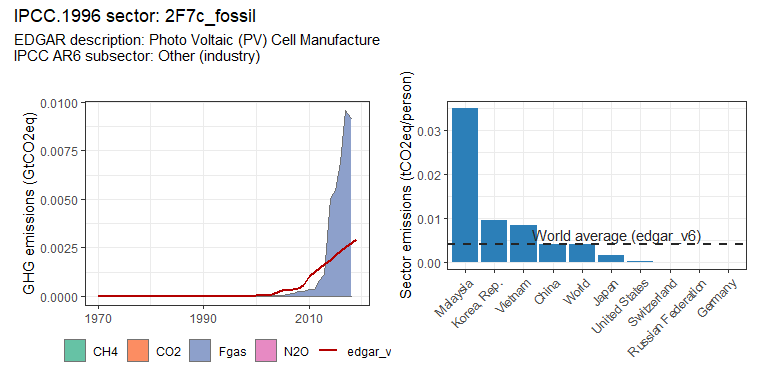 IPCC.1996 sector: 2F7c_fossil
EDGAR description: Photo Voltaic (PV) Cell Manufacture
IPCC AR6 subsector: Other (industry)
GHG emissions (GtCO2eq)
0.0100
0.0075
0.0050
0.0025
0.0000
1970
1990
2010
CH4
CO2
Fgas
N2O
edgar_v
Sector emissions (tCO2eq/person)
0.03
0.02
0.01
0.00
World average (edgar_v6)
Malaysia
Korea, Rep.
Vietnam
China
World
Japan
United States
Switzerland
Russian Federation
Germany